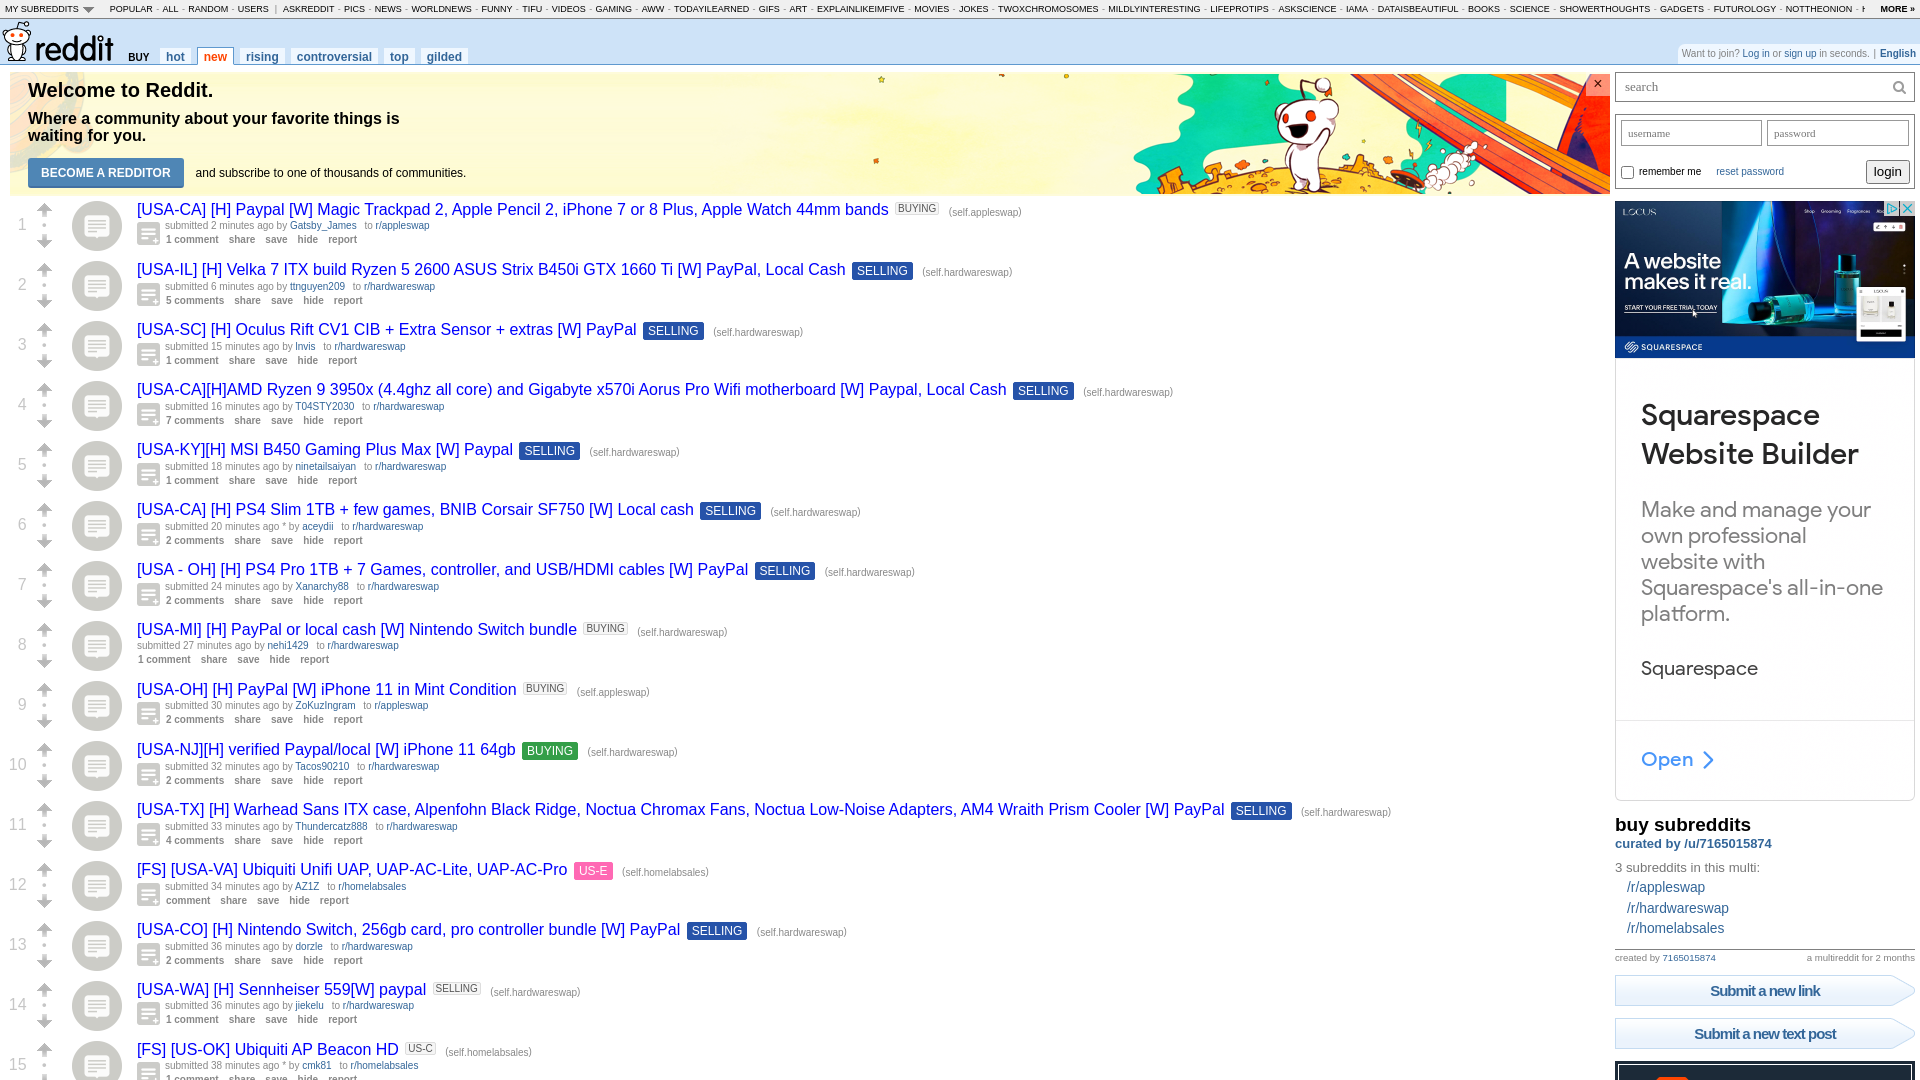 MY SUBREDDITS POPULAR - ALL - RANDOM - USERS | ASKREDDIT - PICS - NEWS - WORLDNEWS - FUNNY - TIFU - VIDEOS - GAMING - AWW - TODAYILEARNED - GIFS - ART - EXPLAINLIKEIMFIVE - MOVIES - JOKES - TWOXCHROMOSOMES - MILDLYINTERESTING - LIFEPROTIPS - ASKSCIENCE - IAMA - DATAISBEAUTIFUL - BOOKS - SCIENCE - SHOWERTHOUGHTS - GADGETS - FUTUROLOGY - NOTTHEONION - MORE »
reddit BUY hot new rising controversial top gilded
Want to join? Log in or sign up in seconds. | English
Welcome to Reddit.
Where a community about your favorite things is
waiting for you.
BECOME A REDDITOR and subscribe to one of thousands of communities.
×
1
[USA-CA] [H] Paypal [W] Magic Trackpad 2, Apple Pencil 2, iPhone 7 or 8 Plus, Apple Watch 44mm bands BUYING (self.appleswap)
submitted 2 minutes ago by Gatsby_James to r/appleswap
1 comment share save hide report
2
[USA-IL] [H] Velka 7 ITX build Ryzen 5 2600 ASUS Strix B450i GTX 1660 Ti [W] PayPal, Local Cash SELLING (self.hardwareswap)
submitted 6 minutes ago by ttnguyen209 to r/hardwareswap
5 comments share save hide report
3
[USA-SC] [H] Oculus Rift CV1 CIB + Extra Sensor + extras [W] PayPal SELLING (self.hardwareswap)
submitted 15 minutes ago by to r/hardwareswap
1 comment share save hide report
4
[USA-CA][H]AMD Ryzen 9 3950x (4.4ghz all core) and Gigabyte x570i Aorus Pro Wifi motherboard [W] Paypal, Local Cash SELLING (self.hardwareswap)
submitted 16 minutes ago by T04STY2030 to r/hardwareswap
7 comments share save hide report
5
[USA-KY][H] MSI B450 Gaming Plus Max [W] Paypal SELLING (self.hardwareswap)
submitted 18 minutes ago by ninetailsaiyan to r/hardwareswap
1 comment share save hide report
6
[USA-CA] [H] PS4 Slim 1TB + few games, BNIB Corsair SF750 [W] Local cash SELLING (self.hardwareswap)
submitted 20 minutes ago * by aceydii to r/hardwareswap
2 comments share save hide report
7
[USA - OH] [H] PS4 Pro 1TB + 7 Games, controller, and USB/HDMI cables [W] PayPal SELLING (self.hardwareswap)
submitted 24 minutes ago by Xanarchy88 to r/hardwareswap
2 comments share save hide report
8
[USA-MI] [H] PayPal or local cash [W] Nintendo Switch bundle BUYING (self.hardwareswap)
submitted 27 minutes ago by nehi1429 to r/hardwareswap
1 comment share save hide report
9
[USA-OH] [H] PayPal [W] iPhone 11 in Mint Condition BUYING (self.appleswap)
submitted 30 minutes ago by ZoKuzIngram to r/appleswap
2 comments share save hide report
10
[USA-NJ][H] verified Paypal/local [W] iPhone 11 64gb BUYING (self.hardwareswap)
submitted 32 minutes ago by Tacos90210 to r/hardwareswap
2 comments share save hide report
11
[USA-TX] [H] Warhead Sans ITX case, Alpenfohn Black Ridge, Noctua Chromax Fans, Noctua Low-Noise Adapters, AM4 Wraith Prism Cooler [W] PayPal SELLING (self.hardwareswap)
submitted 33 minutes ago by Thundercatz888 to r/hardwareswap
4 comments share save hide report
12
[FS] [USA-VA] Ubiquiti Unifi UAP, UAP-AC-Lite, UAP-AC-Pro US-E (self.homelabsales)
submitted 34 minutes ago by AZ1Z to r/homelabsales
comment share save hide report
13
[USA-CO] [H] Nintendo Switch, 256gb card, pro controller bundle [W] PayPal SELLING (self.hardwareswap)
submitted 36 minutes ago by dorzle to r/hardwareswap
2 comments share save hide report
14
[USA-WA] [H] Sennheiser 559[W] paypal SELLING (self.hardwareswap)
submitted 36 minutes ago by jiekelu to r/hardwareswap
1 comment share save hide report
15
[FS] [US-OK] Ubiquiti AP Beacon HD US-C (self.homelabsales)
submitted 38 minutes ago * by cmk81 to r/homelabsales
1 comment share save hide report
search
username password
remember me reset password login
LOCUS Shop Grooming Fragrances
A website
makes it real.
START YOUR FREE TRIAL TODAY
SQUARESPACE
Squarespace
Website Builder
Make and manage your
own professional
website with
Squarespace's all-in-one
platform.
Squarespace
Open
buy subreddits
curated by /u/7165015874
3 subreddits in this multi:
/r/appleswap
/r/hardwareswap
/r/homelabsales
created by 7165015874 a multireddit for 2 months
Submit a new link
Submit a new text post